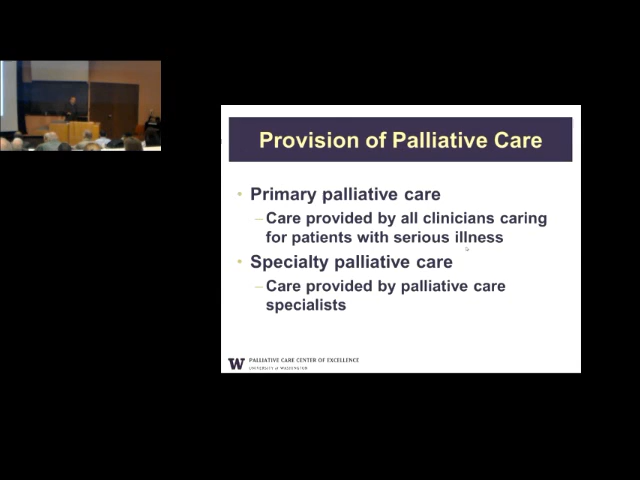 Provision of Palliative Care
• Primary palliative care
– Care provided by all clinicians caring
for patients with serious illness
• Specialty palliative care
– Care provided by palliative care
specialists
W PALLIATIVE CARE CENTER OF EXCELLENCE
UNIVERSITY of WASHINGTON